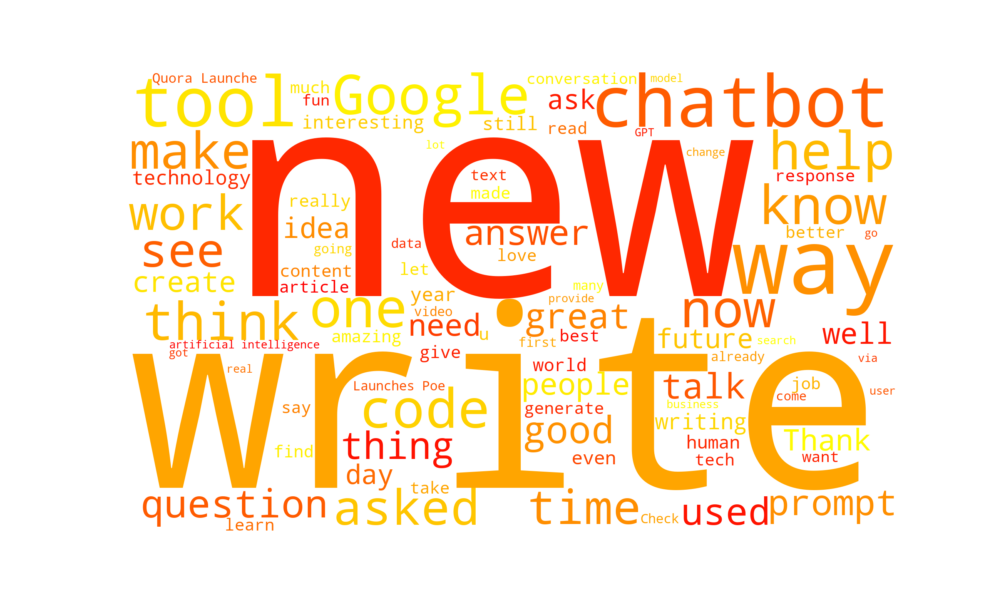 Quora Launche
much
conversation
model
tool
fun
Google
ask
chatbot
interesting
still
read
GPT
make
new
lot
change
help
technology
text
response
really
made
work
idea
answer
know
see
going
data
love
better
go
way
create
content
let
article
many
one
year
provide
now
think
video
great
need
u
future
well
amazing
first
best
search
artificial intelligence
give
already
got
write
world
via
real
Launches Poe
people
talk
job
user
code
come
say
generate
business
writing
good
thing
human
Thank
find
even
tech
want
day
take
question
asked
time
used
prompt
learn
Check